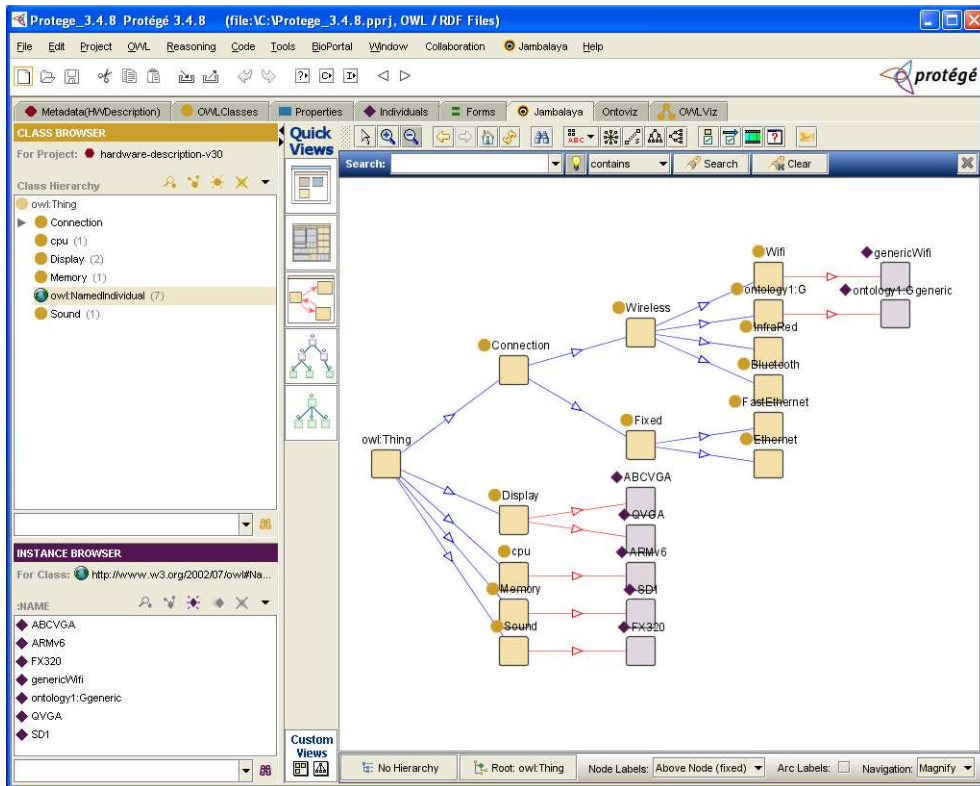 Protege_3.4.8 Protégé 3.4.8 (file:\C:\Protege_3.4.8.pprj, OWL / RDF Files)
File Edit Project OWL Reasoning Code Tools BioPortal Window Collaboration Jambalaya Help
protégé
Metadata(HWDescription) OWLClasses Properties Individuals Forms Jambalaya Ontoviz OWLViz
CLASS BROWSER
For Project: hardware-description-v30
Class Hierarchy
owl:Thing
Connection
cpu (1)
Display (2)
Memory (1)
owl:NamedIndividual (7)
Sound (1)
INSTANCE BROWSER
For Class: http://www.w3.org/2002/07/owl#Na...
:NAME
ABCVGA
ARMv6
FX320
genericWifi
ontology1:Ggeneric
QVGA
SD1
Quick
Views
Custom
Views
ABC
Search: contains Search Clear
Wifi genericWifi
ontology1:G ontology1:Ggeneric
Wireless
InfraRed
Connection
Bluetooth
FastEthernet
Fixed
Ethernet
owl:Thing
ABCVGA
Display
QVGA
cpu ARMv6
Memory SD1
Sound FX320
No Hierarchy Root: owl:Thing Node Labels: Above Node (fixed) Arc Labels: Navigation: Magnify